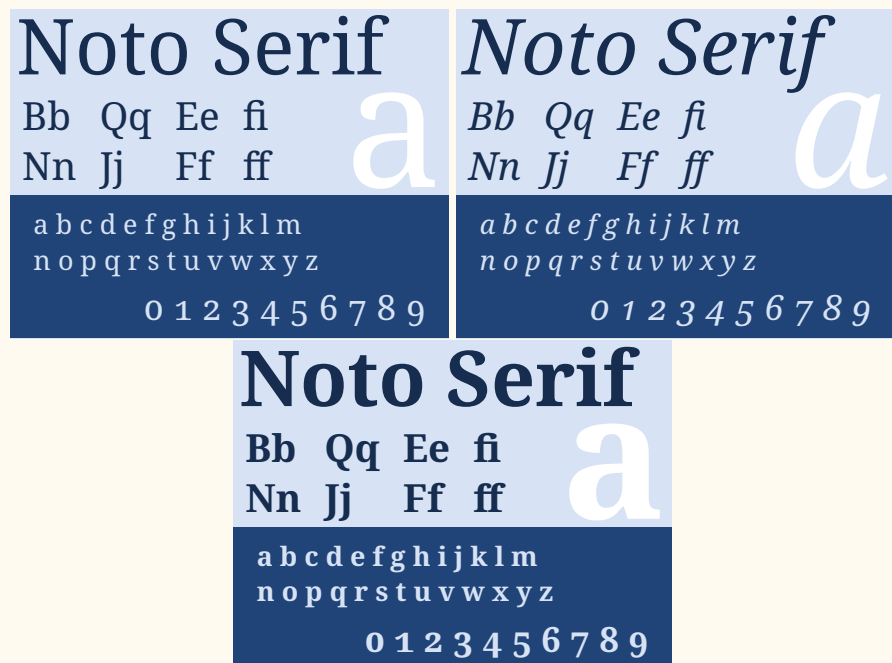 Noto Serif
Bb Qq Ee fi
Nn Jj Ff ff
a
a b c d e f g h i j k l m
n o p q r s t u v w x y z
0 1 2 3 4 5 6 7 8 9
Noto Serif
Bb Qq Ee fi
Nn Jj Ff ff
a
a b c d e f g h i j k l m
n o p q r s t u v w x y z
0 1 2 3 4 5 6 7 8 9
Noto Serif
Bb Qq Ee fi
Nn Jj Ff ff
a
a b c d e f g h i j k l m
n o p q r s t u v w x y z
0 1 2 3 4 5 6 7 8 9